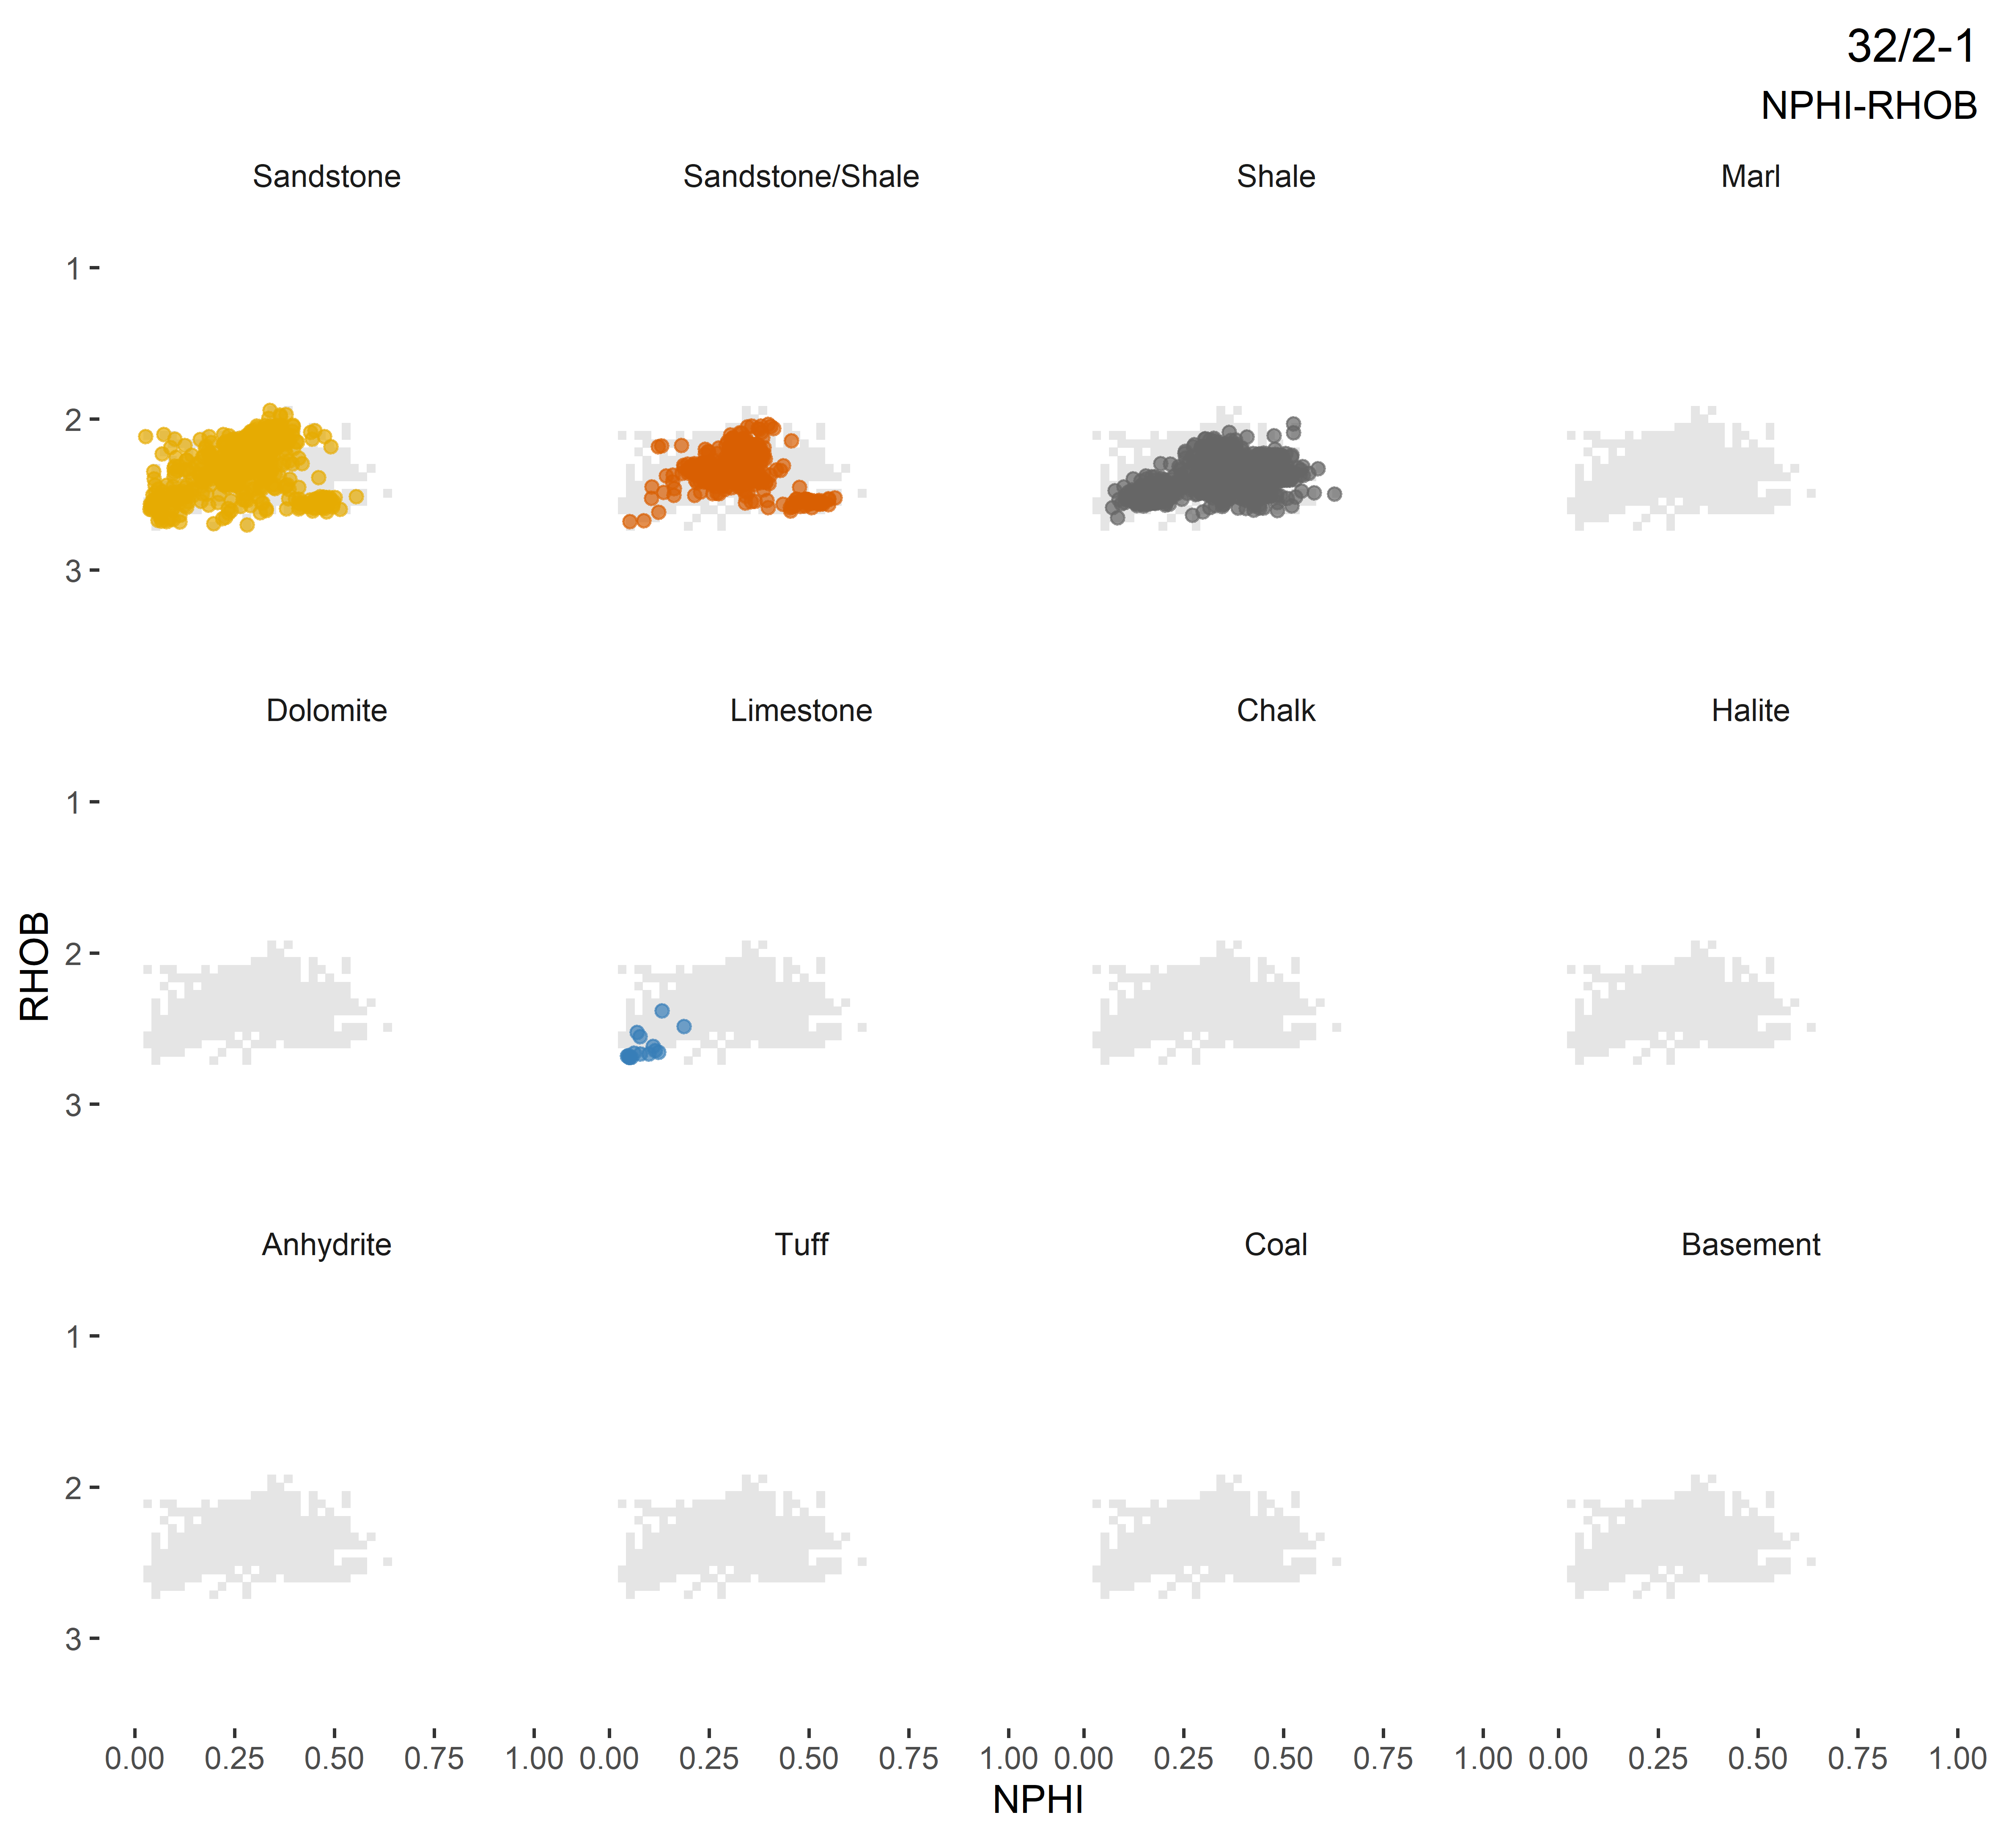 32/2-1
NPHI-RHOB
Sandstone Sandstone/Shale Shale Marl
1
2
3
Dolomite Limestone Chalk Halite
1
2
3
RHOB
Anhydrite Tuff Coal Basement
1
2
3
0.00 0.25 0.50 0.75 1.00 0.00 0.25 0.50 0.75 1.00 0.00 0.25 0.50 0.75 1.00 0.00 0.25 0.50 0.75 1.00
NPHI